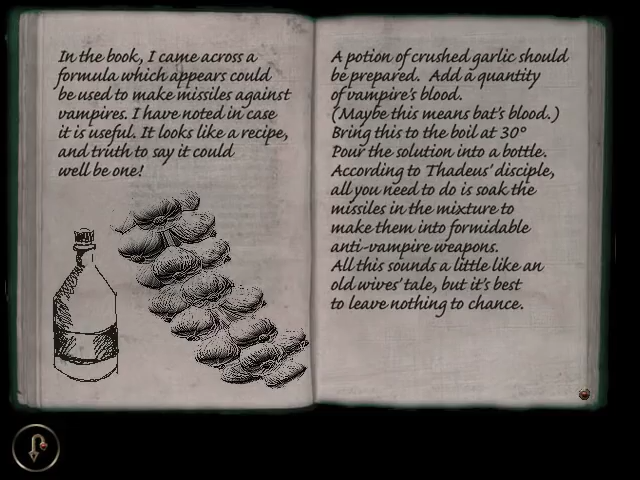 In the book, I came across a
formula which appears could
be used to make missiles against
vampires. I have noted in case
it is useful. It looks like a recipe,
and truth to say it could
well be one!
A potion of crushed garlic should
be prepared. Add a quantity
of vampire's blood.
(Maybe this means bat's blood.)
Bring this to the boil at 30°
Pour the solution into a bottle.
According to Thadeus' disciple,
all you need to do is soak the
missiles in the mixture to
make them into formidable
anti-vampire weapons.
All this sounds a little like an
old wives' tale, but it's best
to leave nothing to chance.